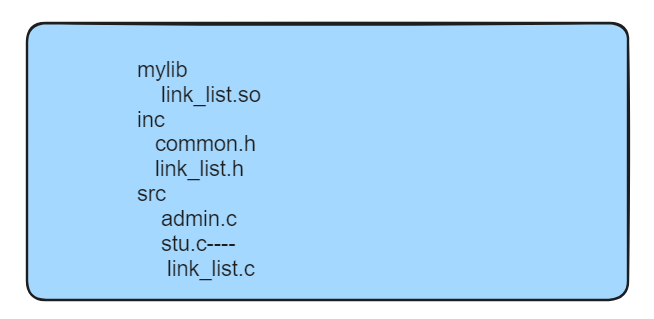 mylib
link_list.so
inc
common.h
link_list.h
src
admin.c
stu.c----
link_list.c